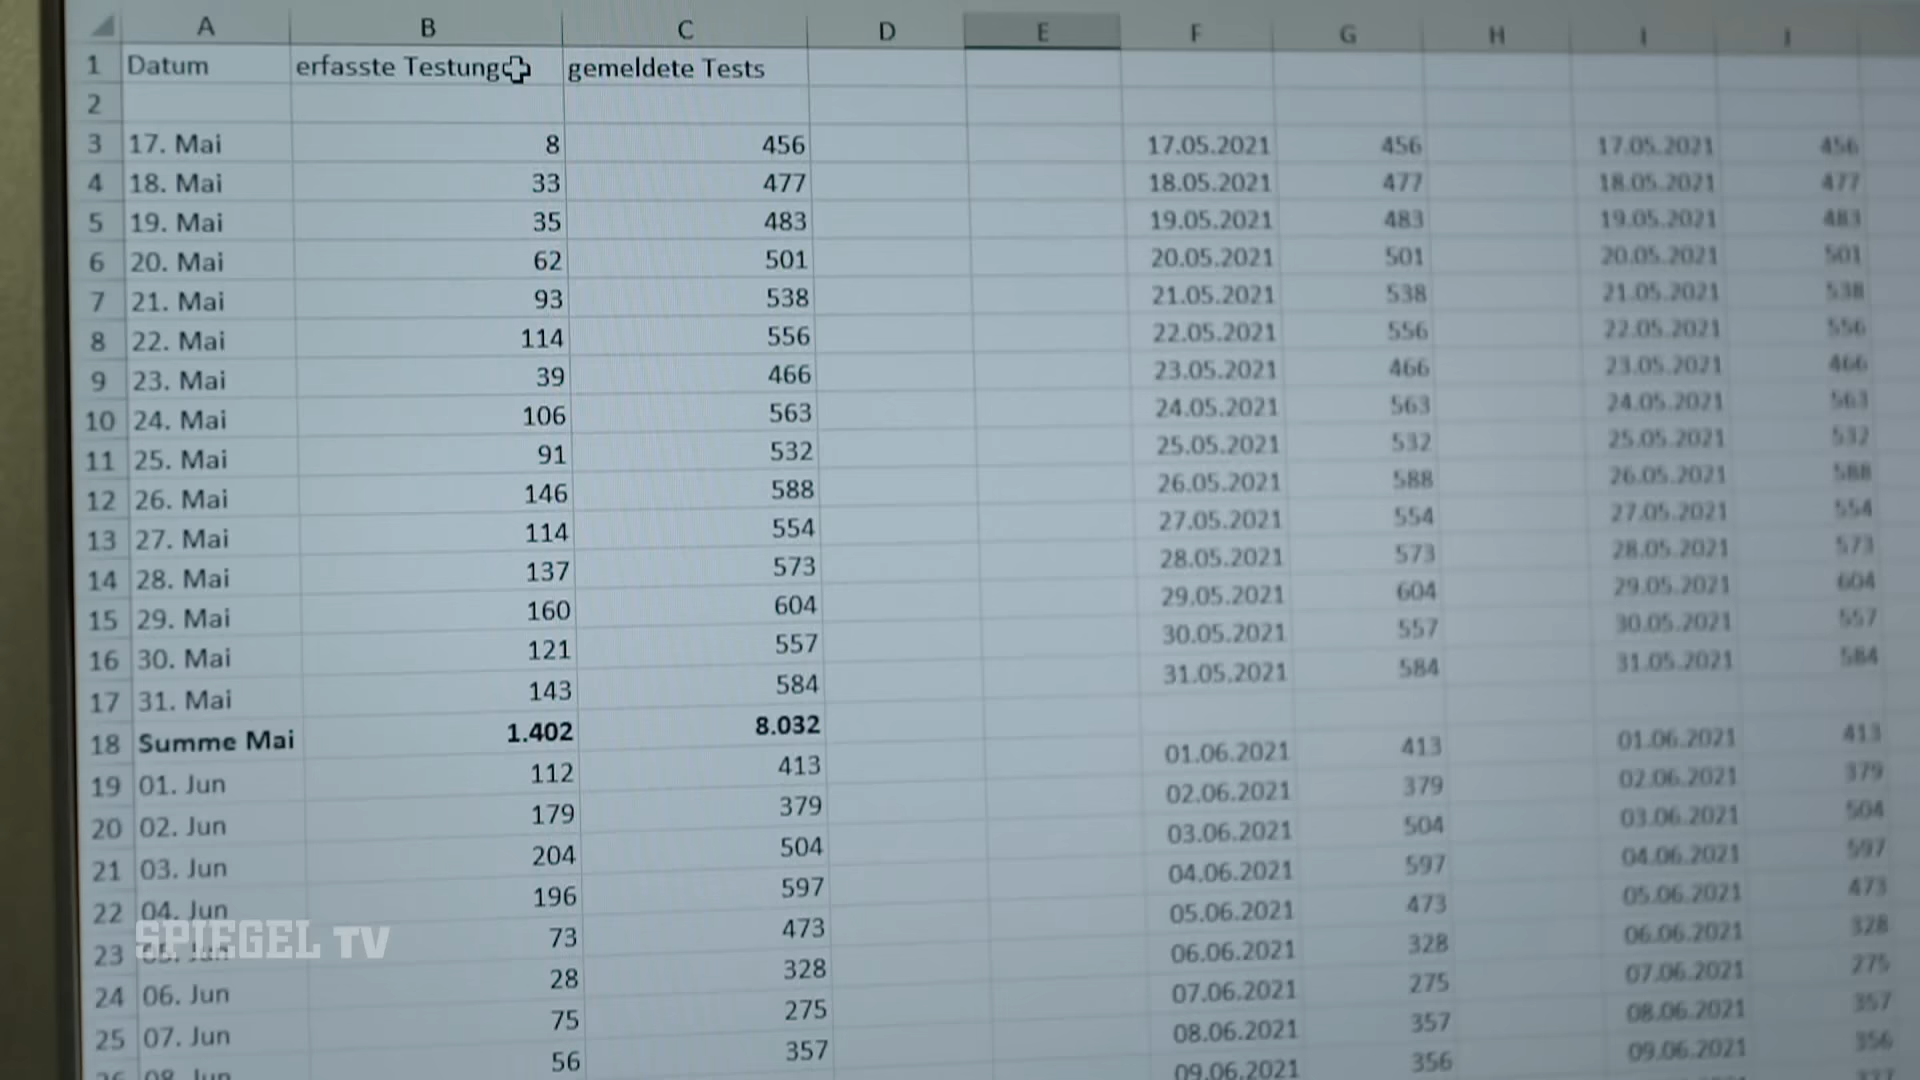 A B C D E F G H I J
1 Datum erfasste Testung gemeldete Tests
2
3 17. Mai 8 456 17.05.2021 456 17.05.2021 456
4 18. Mai 33 477 18.05.2021 477 18.05.2021 477
5 19. Mai 35 483 19.05.2021 483 19.05.2021 483
6 20. Mai 62 501 20.05.2021 501 20.05.2021 501
7 21. Mai 93 538 21.05.2021 538 21.05.2021 538
8 22. Mai 114 556 22.05.2021 556 22.05.2021 556
9 23. Mai 39 466 23.05.2021 466 23.05.2021 466
10 24. Mai 106 563 24.05.2021 563 24.05.2021 563
11 25. Mai 91 532 25.05.2021 532 25.05.2021 532
12 26. Mai 146 588 26.05.2021 588 26.05.2021 588
13 27. Mai 114 554 27.05.2021 554 27.05.2021 554
14 28. Mai 137 573 28.05.2021 573 28.05.2021 573
15 29. Mai 160 604 29.05.2021 604 29.05.2021 604
16 30. Mai 121 557 30.05.2021 557 30.05.2021 557
17 31. Mai 143 584 31.05.2021 584 31.05.2021 584
18 Summe Mai 1.402 8.032
19 01. Jun 112 413 01.06.2021 413 01.06.2021 413
20 02. Jun 179 379 02.06.2021 379 02.06.2021 379
21 03. Jun 204 504 03.06.2021 504 03.06.2021 504
22 04. Jun 196 597 04.06.2021 597 04.06.2021 597
23 05. Jun 73 473 05.06.2021 473 05.06.2021 473
24 06. Jun 28 328 06.06.2021 328 06.06.2021 328
25 07. Jun 75 275 07.06.2021 275 07.06.2021 275
26 08. Jun 56 357 08.06.2021 357 08.06.2021 357
09.06.2021 356 09.06.2021 356
SPIEGEL TV